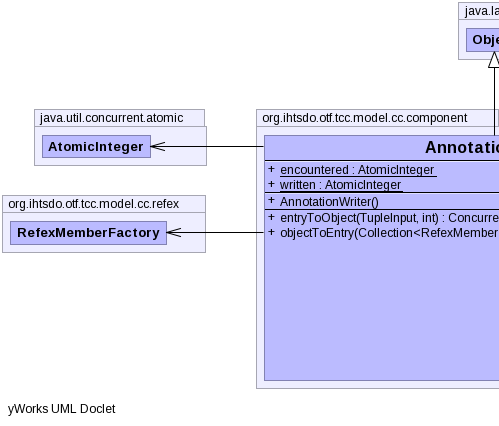 java.la
Obje
java.util.concurrent.atomic
AtomicInteger
org.ihtsdo.otf.tcc.model.cc.component
Annotatio
+ encountered : AtomicInteger
+ written : AtomicInteger
+ AnnotationWriter()
+ entryToObject(TupleInput, int) : Concurre
+ objectToEntry(Collection<RefexMember
org.ihtsdo.otf.tcc.model.cc.refex
RefexMemberFactory
yWorks UML Doclet